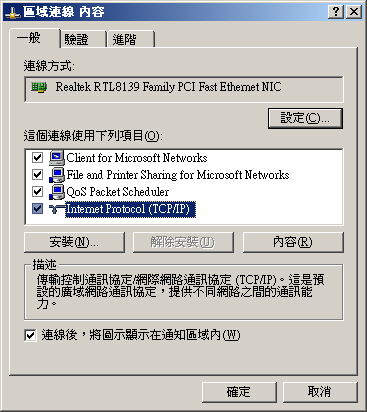 區域連線 內容
一般
驗證
進階
連線方式:
Realtek RTL8139 Family PCI Fast Ethernet NIC
設定(C)...
這個連線使用下列項目(O):
Client for Microsoft Networks
File and Printer Sharing for Microsoft Networks
QoS Packet Scheduler
Internet Protocol (TCP/IP)
安裝(N)...
解除安裝(U)
內容(R)
描述
傳輸控制通訊協定/網際網路通訊協定 (TCP/IP)。這是預
設的廣域網路通訊協定，提供不同網路之間的通訊能
力。
連線後，將圖示顯示在通知區域內(W)
確定
取消